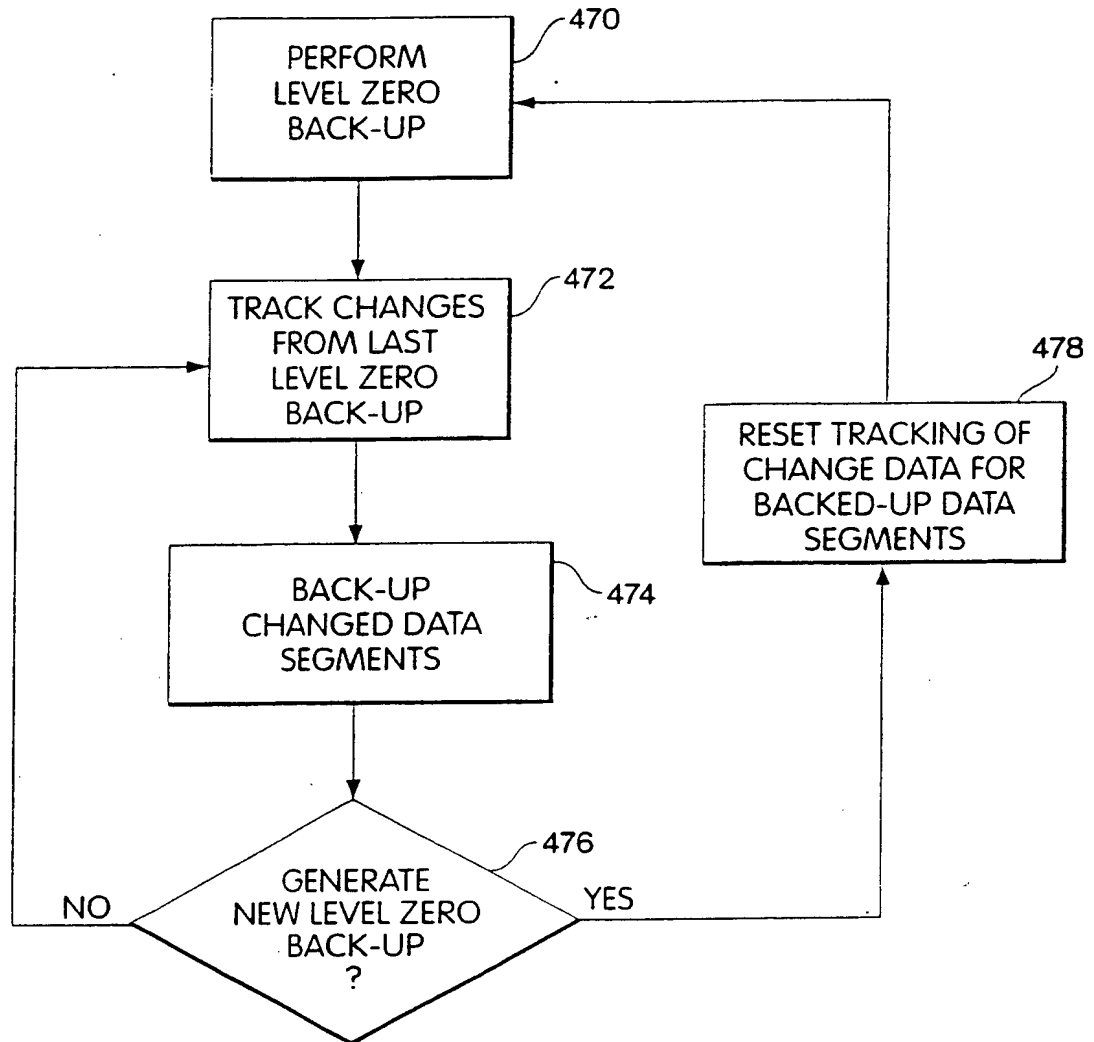 470
PERFORM
LEVEL ZERO
BACK-UP
472
TRACK CHANGES
FROM LAST
LEVEL ZERO
BACK-UP
478
RESET TRACKING OF
CHANGE DATA FOR
BACKED-UP DATA
SEGMENTS
474
BACK-UP
CHANGED DATA
SEGMENTS
476
GENERATE
NEW LEVEL ZERO
BACK-UP
?
NO
YES